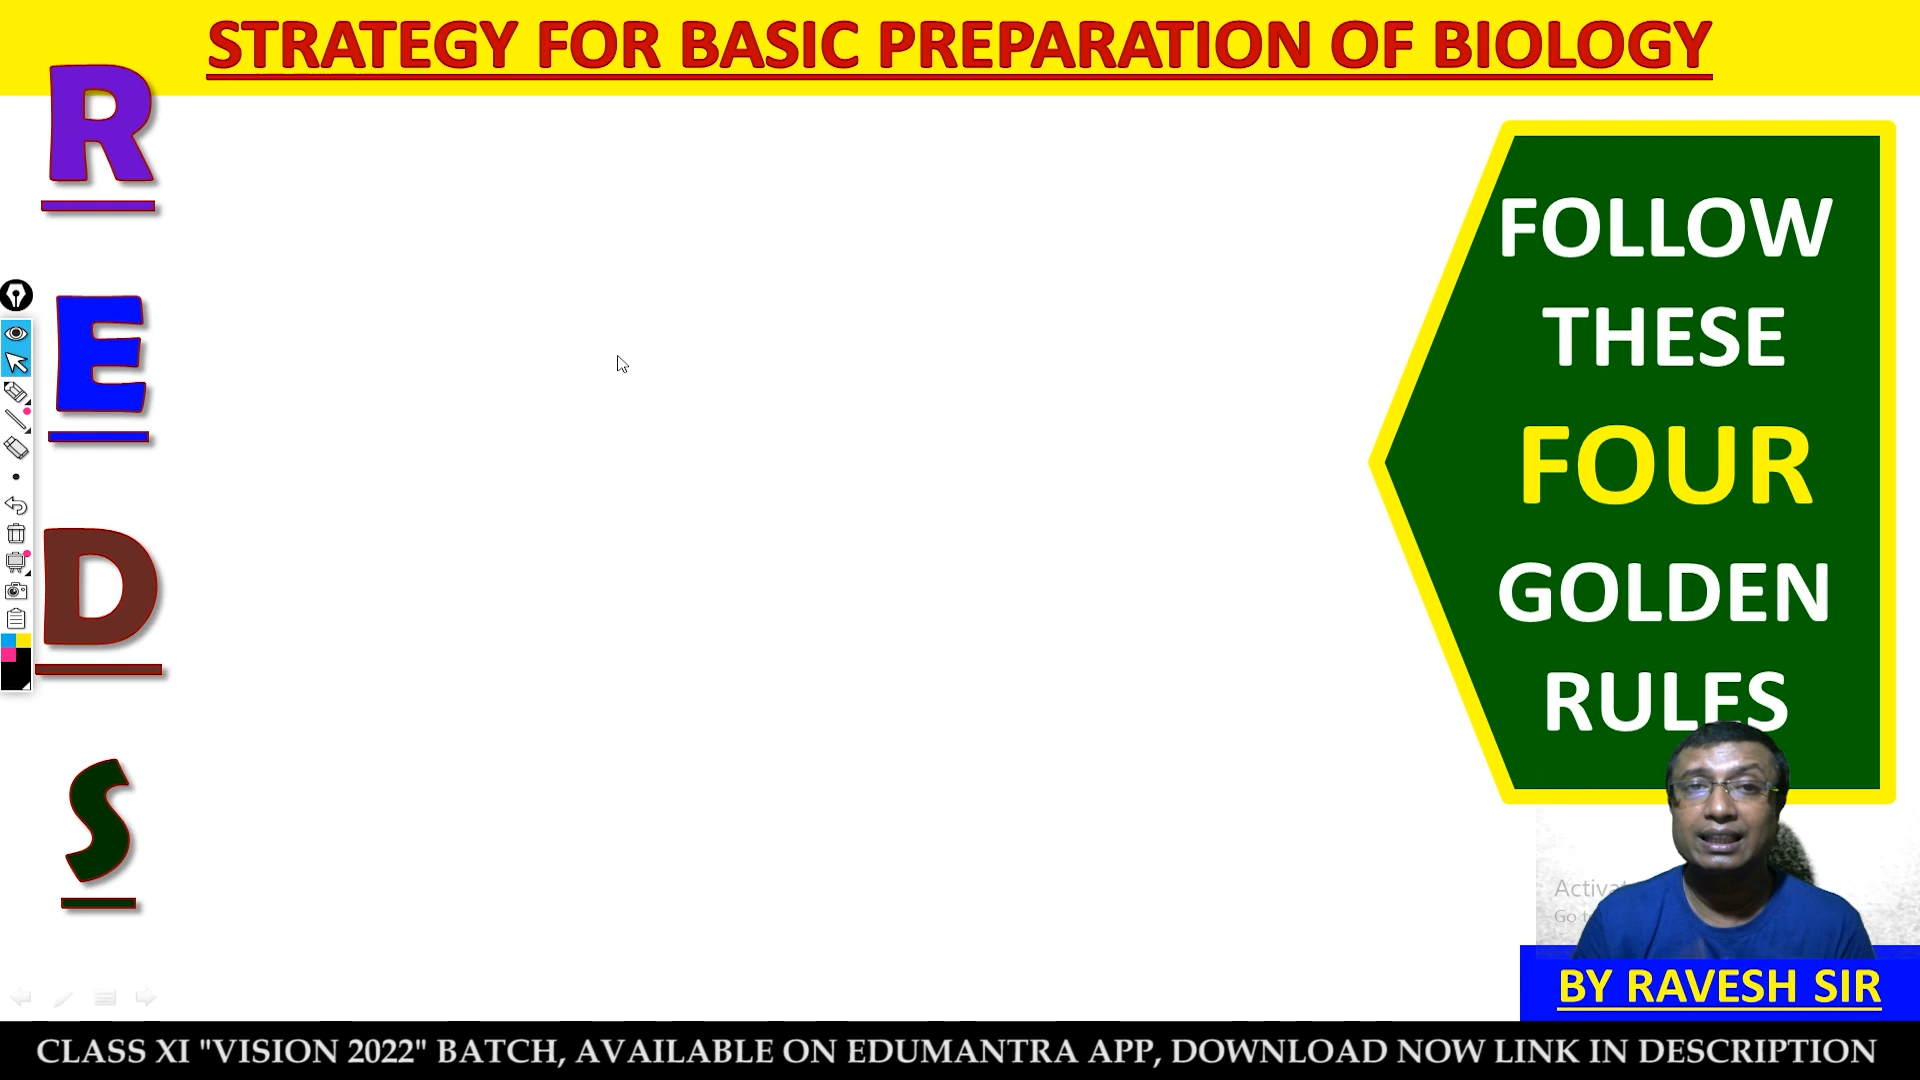 STRATEGY FOR BASIC PREPARATION OF BIOLOGY
R
E
D
S
FOLLOW
THESE
FOUR
GOLDEN
RULES
Go
BY RAVESH SIR
CLASS XI "VISION 2022" BATCH, AVAILABLE ON EDUMANTRA APP, DOWNLOAD NOW LINK IN DESCRIPTION